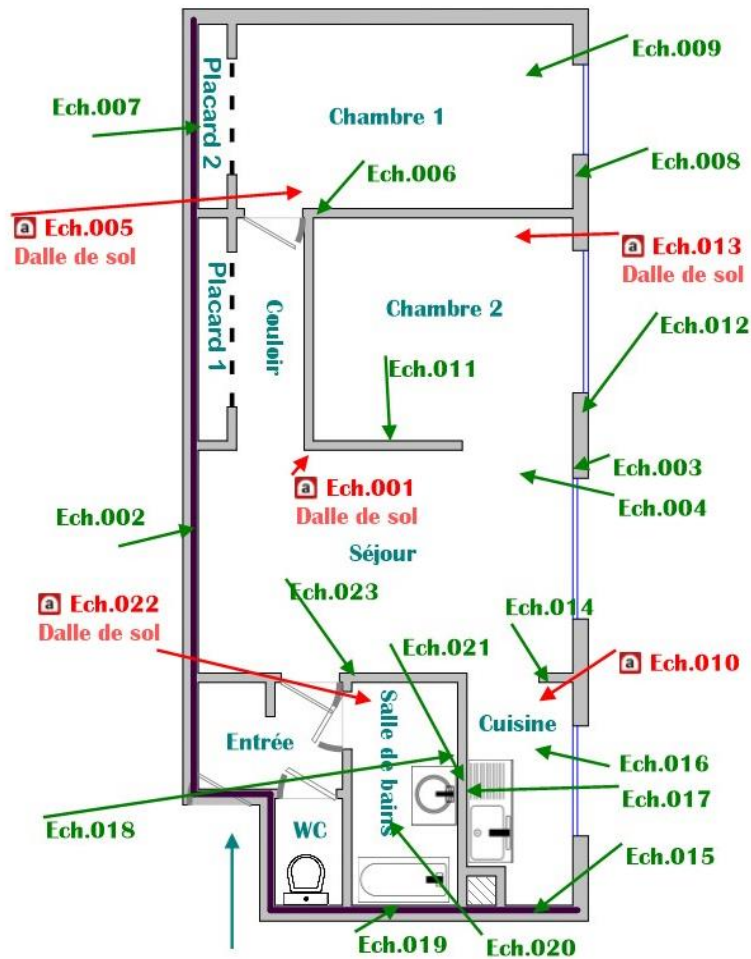 Ech.009
Ech.007
Placard 2
Chambre 1
Ech.008
Ech.006
a Ech.005
Dalle de sol
a Ech.013
Dalle de sol
Placard 1
Couloir
Chambre 2
Ech.012
Ech.011
Ech.003
a Ech.001
Dalle de sol
Ech.002
Ech.004
Séjour
a Ech.022
Dalle de sol
Ech.023
Ech.014
Ech.021
a Ech.010
Salle de bains
Cuisine
Entrée
Ech.016
Ech.017
Ech.018
WC
Ech.015
Ech.019
Ech.020